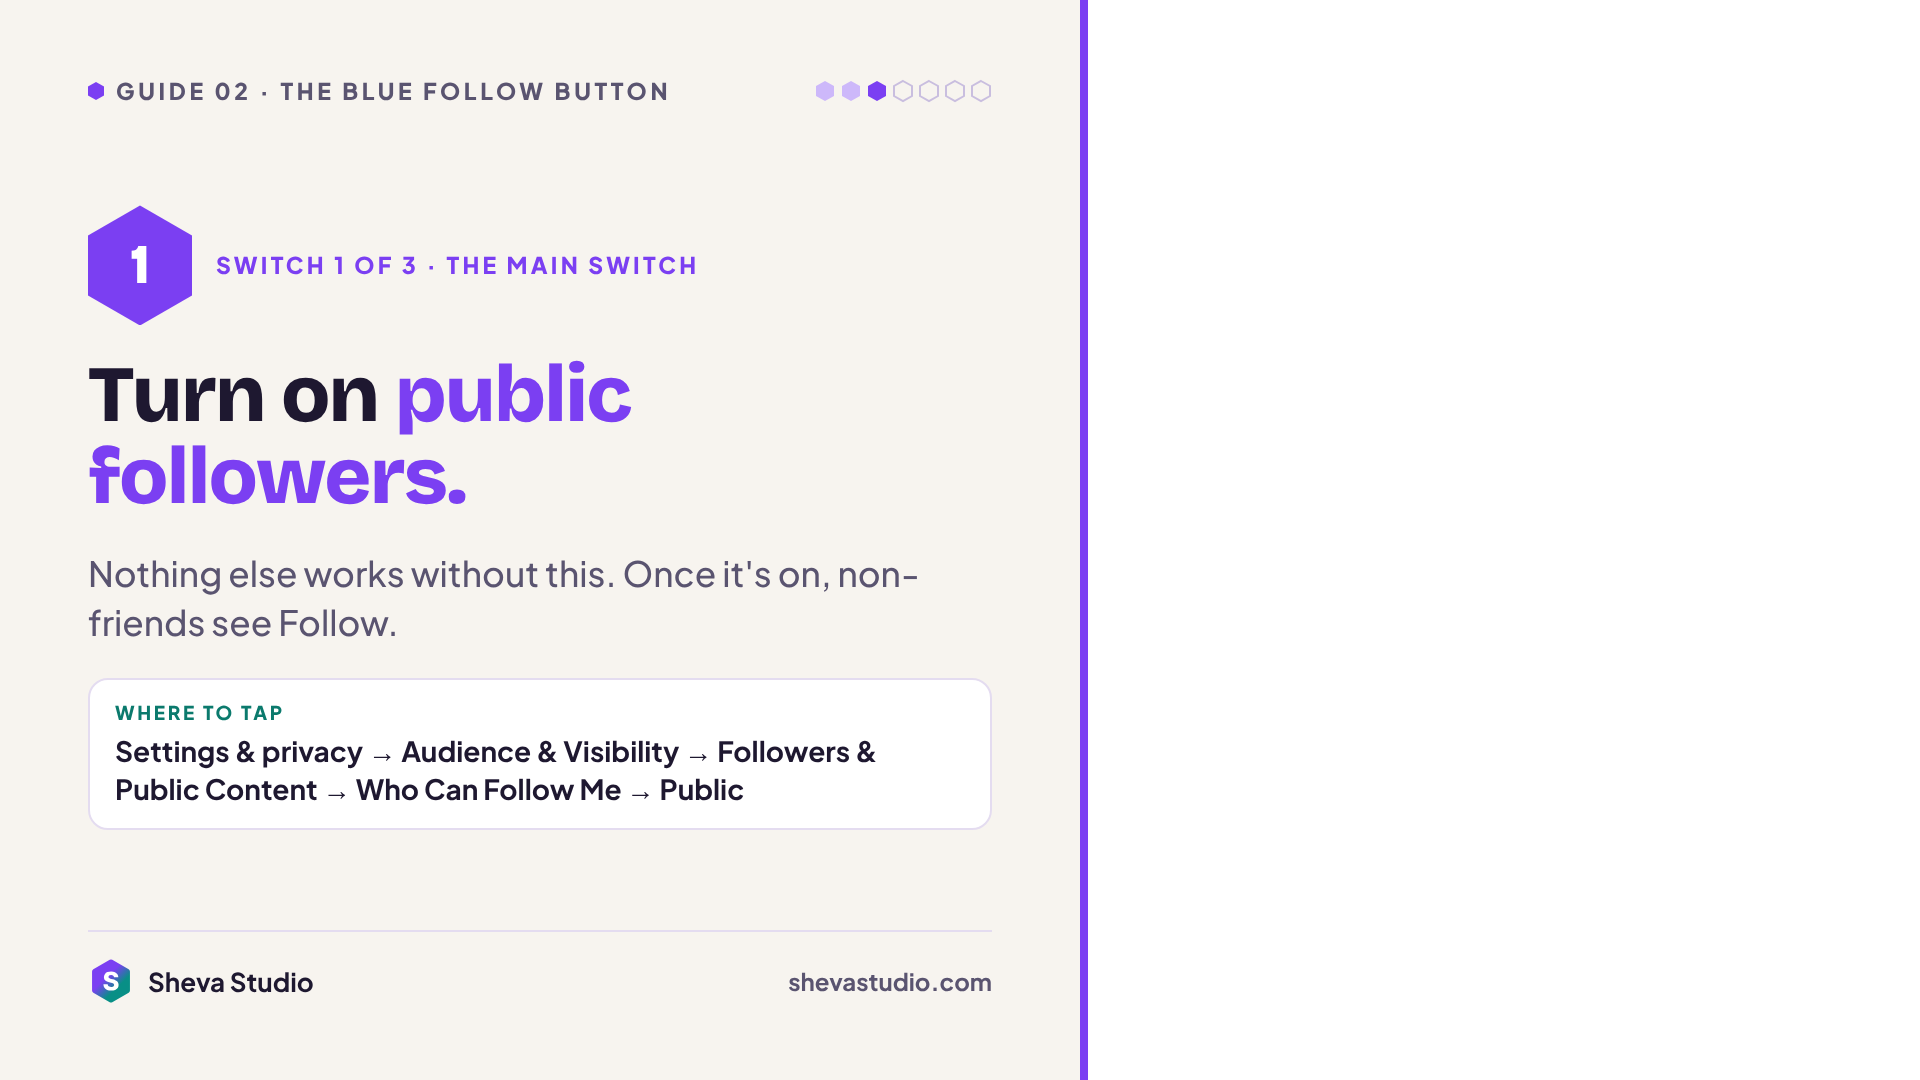 GUIDE 02 · THE BLUE FOLLOW BUTTON
1
SWITCH 1 OF 3 · THE MAIN SWITCH
Turn on public
followers.
Nothing else works without this. Once it's on, non-
friends see Follow.
WHERE TO TAP
Settings & privacy → Audience & Visibility → Followers &
Public Content → Who Can Follow Me → Public
S Sheva Studio
shevastudio.com